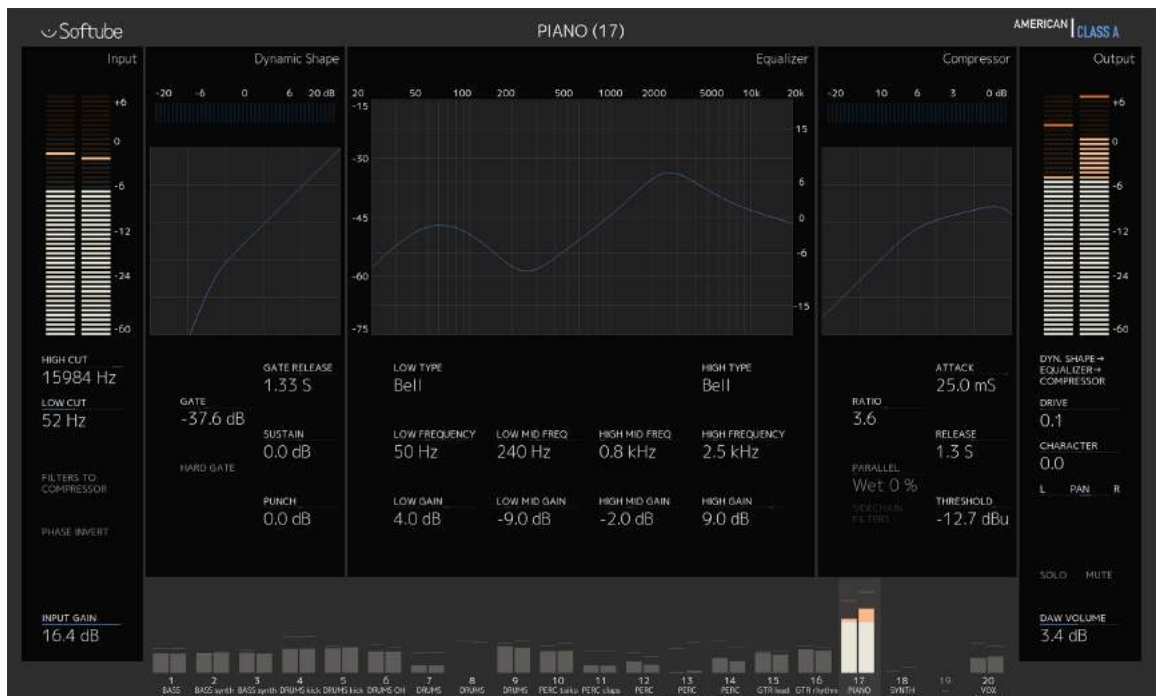 Softube
PIANO (17)
AMERICAN CLASS A
Input
Dynamic Shape
Equalizer
Compressor
Output
-20 -6 0 6 20 dB
20 50 100 200 500 1000 2000 5000 10k 20k
-20 10 6 3 0 dB
+6
0
-6
-12
-24
-60
-15
-30
-45
-60
-75
15
6
0
-6
-15
+6
0
-6
-12
-24
-60
HIGH CUT
15984 Hz
LOW CUT
52 Hz
FILTERS TO
COMPRESSOR
PHASE INVERT
INPUT GAIN
16.4 dB
GATE RELEASE
1.33 S
GATE
-37.6 dB
SUSTAIN
0.0 dB
HARD GATE
PUNCH
0.0 dB
LOW TYPE
Bell
HIGH TYPE
Bell
LOW FREQUENCY LOW MID FREQ HIGH MID FREQ HIGH FREQUENCY
50 Hz 240 Hz 0.8 kHz 2.5 kHz
LOW GAIN LOW MID GAIN HIGH MID GAIN HIGH GAIN
4.0 dB -9.0 dB -2.0 dB 9.0 dB
ATTACK
25.0 mS
RATIO
3.6
RELEASE
1.3 S
PARALLEL
Wet 0 %
SIDECHAIN
FILTERS
THRESHOLD
-12.7 dBu
DYN. SHAPE→
EQUALIZER→
COMPRESSOR
DRIVE
0.1
CHARACTER
0.0
L PAN R
SOLO MUTE
DAW VOLUME
3.4 dB
1 2 3 4 5 6 7 8 9 10 11 12 13 14 15 16 17 18 19 20
BASS BASS synth BASS synth DRUMS kick DRUMS kick DRUMS OH DRUMS DRUMS DRUMS PERC taiko PERC claps PERC PERC PERC GTR lead GTR rhythm PIANO SYNTH --- VOX